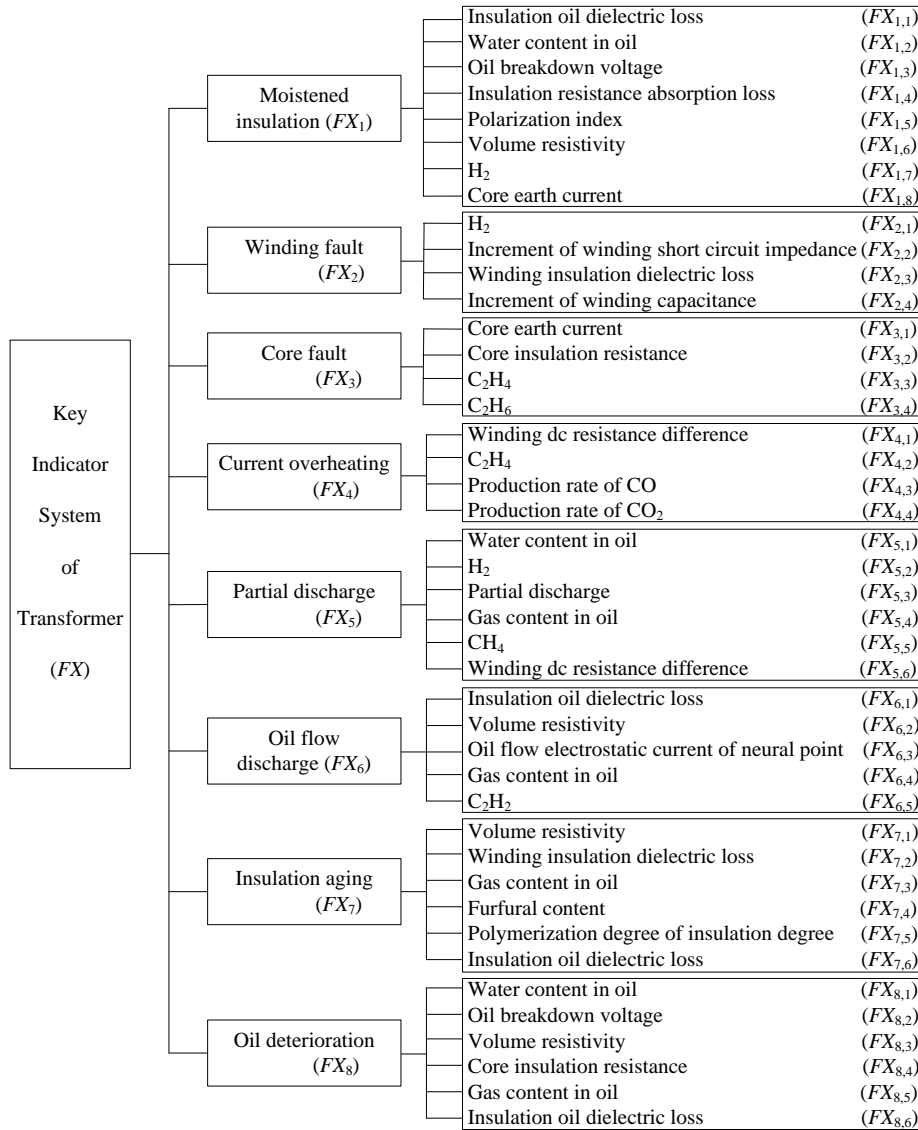 Key
Indicator
System
of
Transformer
(FX)
Moistened
insulation (FX₁)
Insulation oil dielectric loss (FX₁,₁)
Water content in oil (FX₁,₂)
Oil breakdown voltage (FX₁,₃)
Insulation resistance absorption loss (FX₁,₄)
Polarization index (FX₁,₅)
Volume resistivity (FX₁,₆)
H₂ (FX₁,₇)
Core earth current (FX₁,₈)
Winding fault
(FX₂)
H₂ (FX₂,₁)
Increment of winding short circuit impedance (FX₂,₂)
Winding insulation dielectric loss (FX₂,₃)
Increment of winding capacitance (FX₂,₄)
Core fault
(FX₃)
Core earth current (FX₃,₁)
Core insulation resistance (FX₃,₂)
C₂H₄ (FX₃,₃)
C₂H₆ (FX₃,₄)
Current overheating
(FX₄)
Winding dc resistance difference (FX₄,₁)
C₂H₄ (FX₄,₂)
Production rate of CO (FX₄,₃)
Production rate of CO₂ (FX₄,₄)
Partial discharge
(FX₅)
Water content in oil (FX₅,₁)
H₂ (FX₅,₂)
Partial discharge (FX₅,₃)
Gas content in oil (FX₅,₄)
CH₄ (FX₅,₅)
Winding dc resistance difference (FX₅,₆)
Oil flow
discharge (FX₆)
Insulation oil dielectric loss (FX₆,₁)
Volume resistivity (FX₆,₂)
Oil flow electrostatic current of neural point (FX₆,₃)
Gas content in oil (FX₆,₄)
C₂H₂ (FX₆,₅)
Insulation aging
(FX₇)
Volume resistivity (FX₇,₁)
Winding insulation dielectric loss (FX₇,₂)
Gas content in oil (FX₇,₃)
Furfural content (FX₇,₄)
Polymerization degree of insulation degree (FX₇,₅)
Insulation oil dielectric loss (FX₇,₆)
Oil deterioration
(FX₈)
Water content in oil (FX₈,₁)
Oil breakdown voltage (FX₈,₂)
Volume resistivity (FX₈,₃)
Core insulation resistance (FX₈,₄)
Gas content in oil (FX₈,₅)
Insulation oil dielectric loss (FX₈,₆)